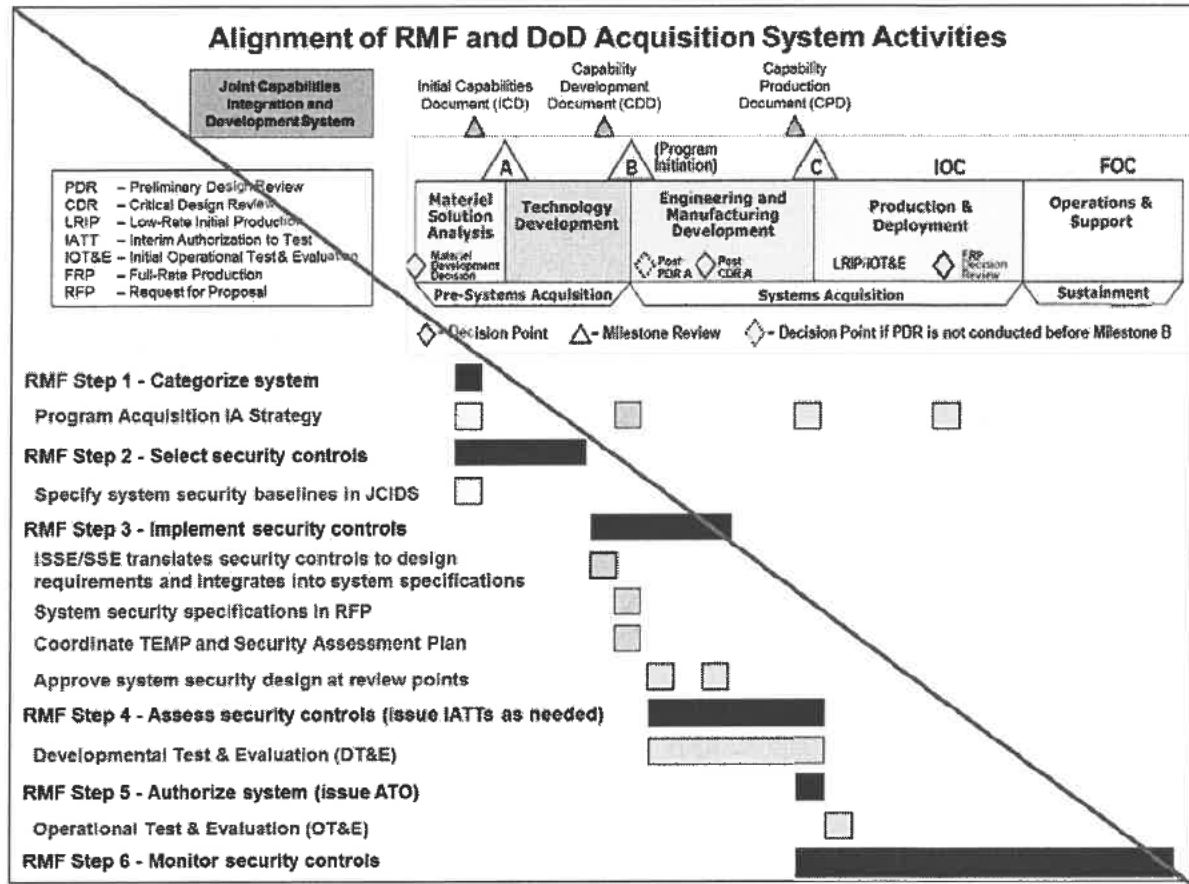 Alignment of RMF and DoD Acquisition System Activities
Joint Capabilities
Integration and
Development System
Initial Capabilities
Document (ICD)
Capability
Development
Document (CDD)
Capability
Production
Document (CPD)
PDR – Preliminary Design Review
CDR – Critical Design Review
LRIP – Low-Rate Initial Production
IATT – Interim Authorization to Test
IOT&E – Initial Operational Test & Evaluation
FRP – Full-Rate Production
RFP – Request for Proposal
A
B
(Program
Initiation)
C
IOC
FOC
Materiel
Solution
Analysis
Technology
Development
Engineering and
Manufacturing
Development
Production &
Deployment
Operations &
Support
Materiel
Development
Decision
Post
PDR A
Post
CDR A
LRIP/IOT&E
FRP
Decision
Review
Pre-Systems Acquisition
Systems Acquisition
Sustainment
- Decision Point
- Milestone Review
- Decision Point if PDR is not conducted before Milestone B
RMF Step 1 - Categorize system
Program Acquisition IA Strategy
RMF Step 2 - Select security controls
Specify system security baselines in JCIDS
RMF Step 3 - Implement security controls
ISSE/SSE translates security controls to design
requirements and integrates into system specifications
System security specifications in RFP
Coordinate TEMP and Security Assessment Plan
Approve system security design at review points
RMF Step 4 - Assess security controls (issue IATTs as needed)
Developmental Test & Evaluation (DT&E)
RMF Step 5 - Authorize system (issue ATO)
Operational Test & Evaluation (OT&E)
RMF Step 6 - Monitor security controls